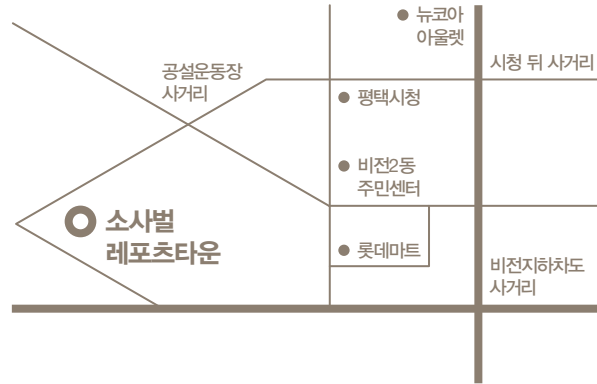 뉴코아
아울렛
시청 뒤 사거리
공설운동장
사거리
평택시청
비전2동
주민센터
소사벌
레포츠타운
롯데마트
비전지하차도
사거리